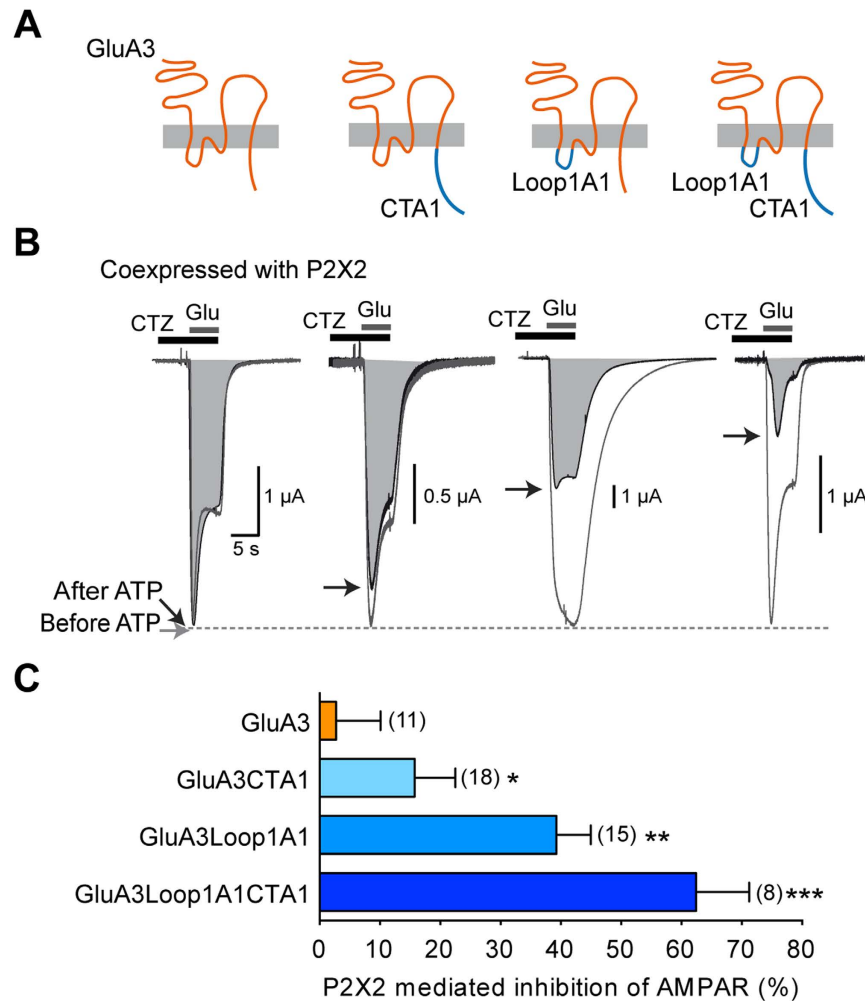 A
GluA3
CTA1
Loop1A1
Loop1A1
CTA1
B
Coexpressed with P2X2
CTZ Glu
CTZ Glu
CTZ Glu
CTZ Glu
1 µA
5 s
0.5 µA
1 µA
1 µA
After ATP
Before ATP
C
GluA3 (11)
GluA3CTA1 (18) *
GluA3Loop1A1 (15) **
GluA3Loop1A1CTA1 (8) ***
0 10 20 30 40 50 60 70 80
P2X2 mediated inhibition of AMPAR (%)